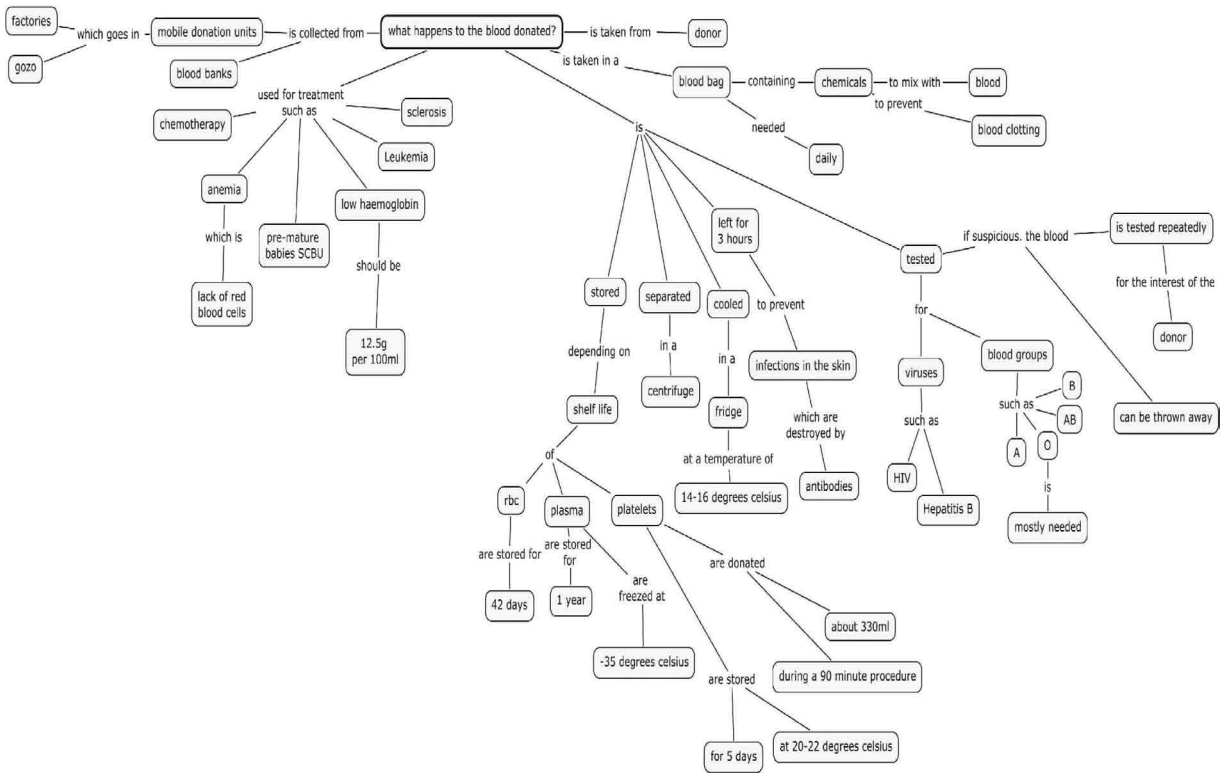 factories
which goes in
mobile donation units
is collected from
what happens to the blood donated?
is taken from
donor
gozo
blood banks
is taken in a
blood bag
containing
chemicals
to mix with
blood
to prevent
blood clotting
needed
daily
used for treatment
such as
chemotherapy
sclerosis
Leukemia
anemia
which is
lack of red
blood cells
pre-mature
babies SCBU
low haemoglobin
should be
12.5g
per 100ml
is
stored
depending on
shelf life
of
rbc
are stored for
42 days
plasma
are stored
for
1 year
are
freezed at
-35 degrees celsius
platelets
are donated
about 330ml
during a 90 minute procedure
are stored
for 5 days
at 20-22 degrees celsius
separated
in a
centrifuge
cooled
in a
fridge
at a temperature of
14-16 degrees celsius
left for
3 hours
to prevent
infections in the skin
which are
destroyed by
antibodies
tested
for
viruses
such as
HIV
Hepatitis B
blood groups
such as
A
O
AB
B
is
mostly needed
if suspicious. the blood
is tested repeatedly
for the interest of the
donor
can be thrown away